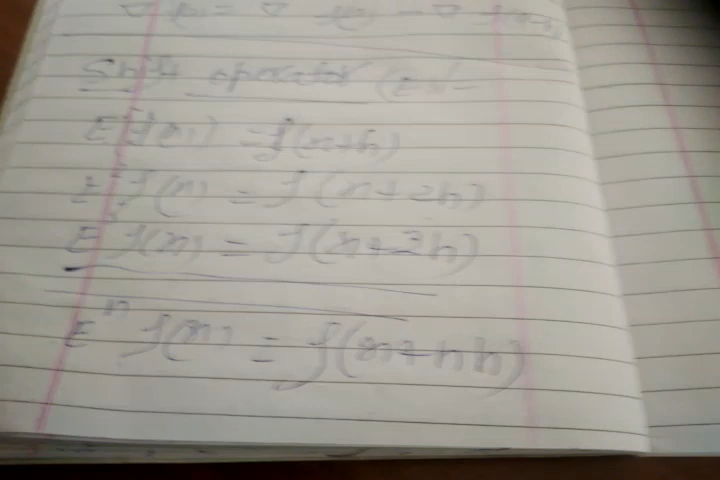 Shift operator (E) :-
E f(x) = f(x+h)
E² f(x) = f(x+2h)
E³ f(x) = f(x+3h)
Eⁿ f(x) = f(x+nh)